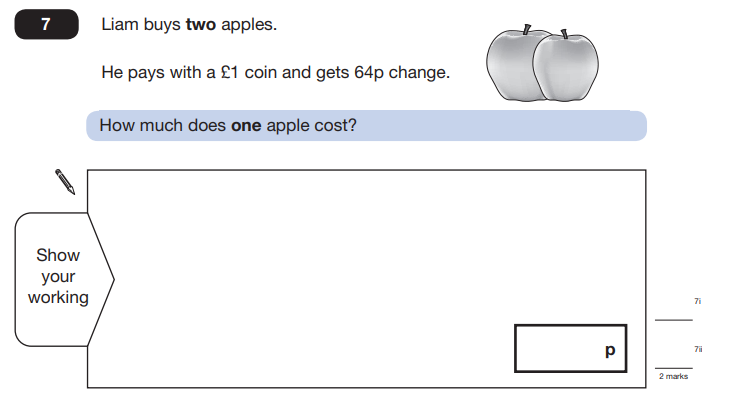 7
Liam buys two apples.
He pays with a £1 coin and gets 64p change.
How much does one apple cost?
Show
your
working
p
7i
7ii
2 marks